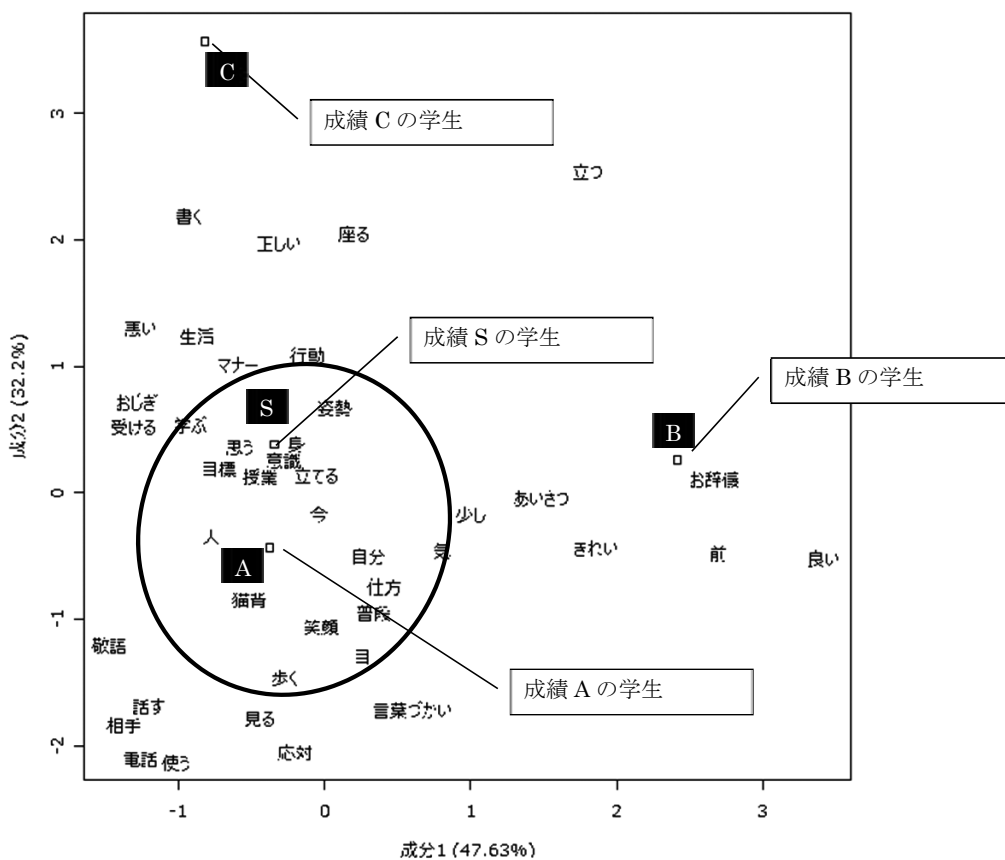 C
成績 C の学生
3
立つ
書く
正しい
座る
2
悪い
生活
成績 S の学生
マナー
行動
1
成績 B の学生
おじぎ
S
姿勢
受ける
学ぶ
B
思う
身
意識
目標
授業
立てる
お辞儀
0
あいさつ
今
少し
人
自分
気
きれい
前
良い
A
仕方
猫背
普段
-1
笑顔
敬語
目
歩く
成績 A の学生
話す
相手
見る
言葉づかい
電話
使う
応対
-2
成分2 (32.2%)
-1
0
1
2
3
成分1 (47.63%)